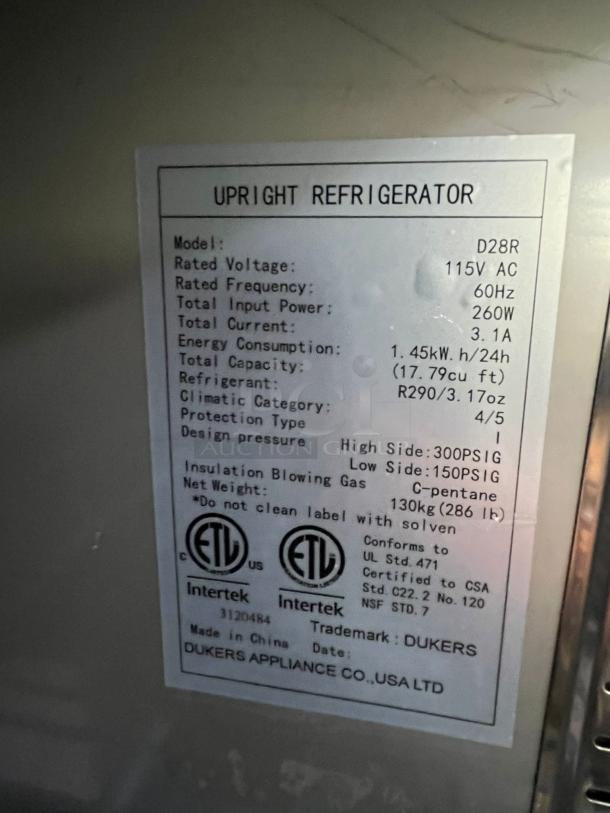 UPRIGHT REFRIGERATOR
Model: D28R
Rated Voltage: 115V AC
Rated Frequency: 60Hz
Total Input Power: 260W
Total Current: 3.1A
Energy Consumption: 1.45kW.h/24h
Total Capacity: (17.79cu ft)
Refrigerant: R290/3.17oz
Climatic Category: 4/5
Protection Type I
Design pressure High Side:300PSIG
Low Side:150PSIG
Insulation Blowing Gas C-pentane
Net Weight: 130kg(286 lb)
*Do not clean label with solven
ETL ETL
C US
Intertek Intertek
3120484
Conforms to
UL Std.471
Certified to CSA
Std.C22.2 No.120
NSF STD.7
Trademark : DUKERS
Made in China Date:
DUKERS APPLIANCE CO.,USA LTD
AUCTION GROUP